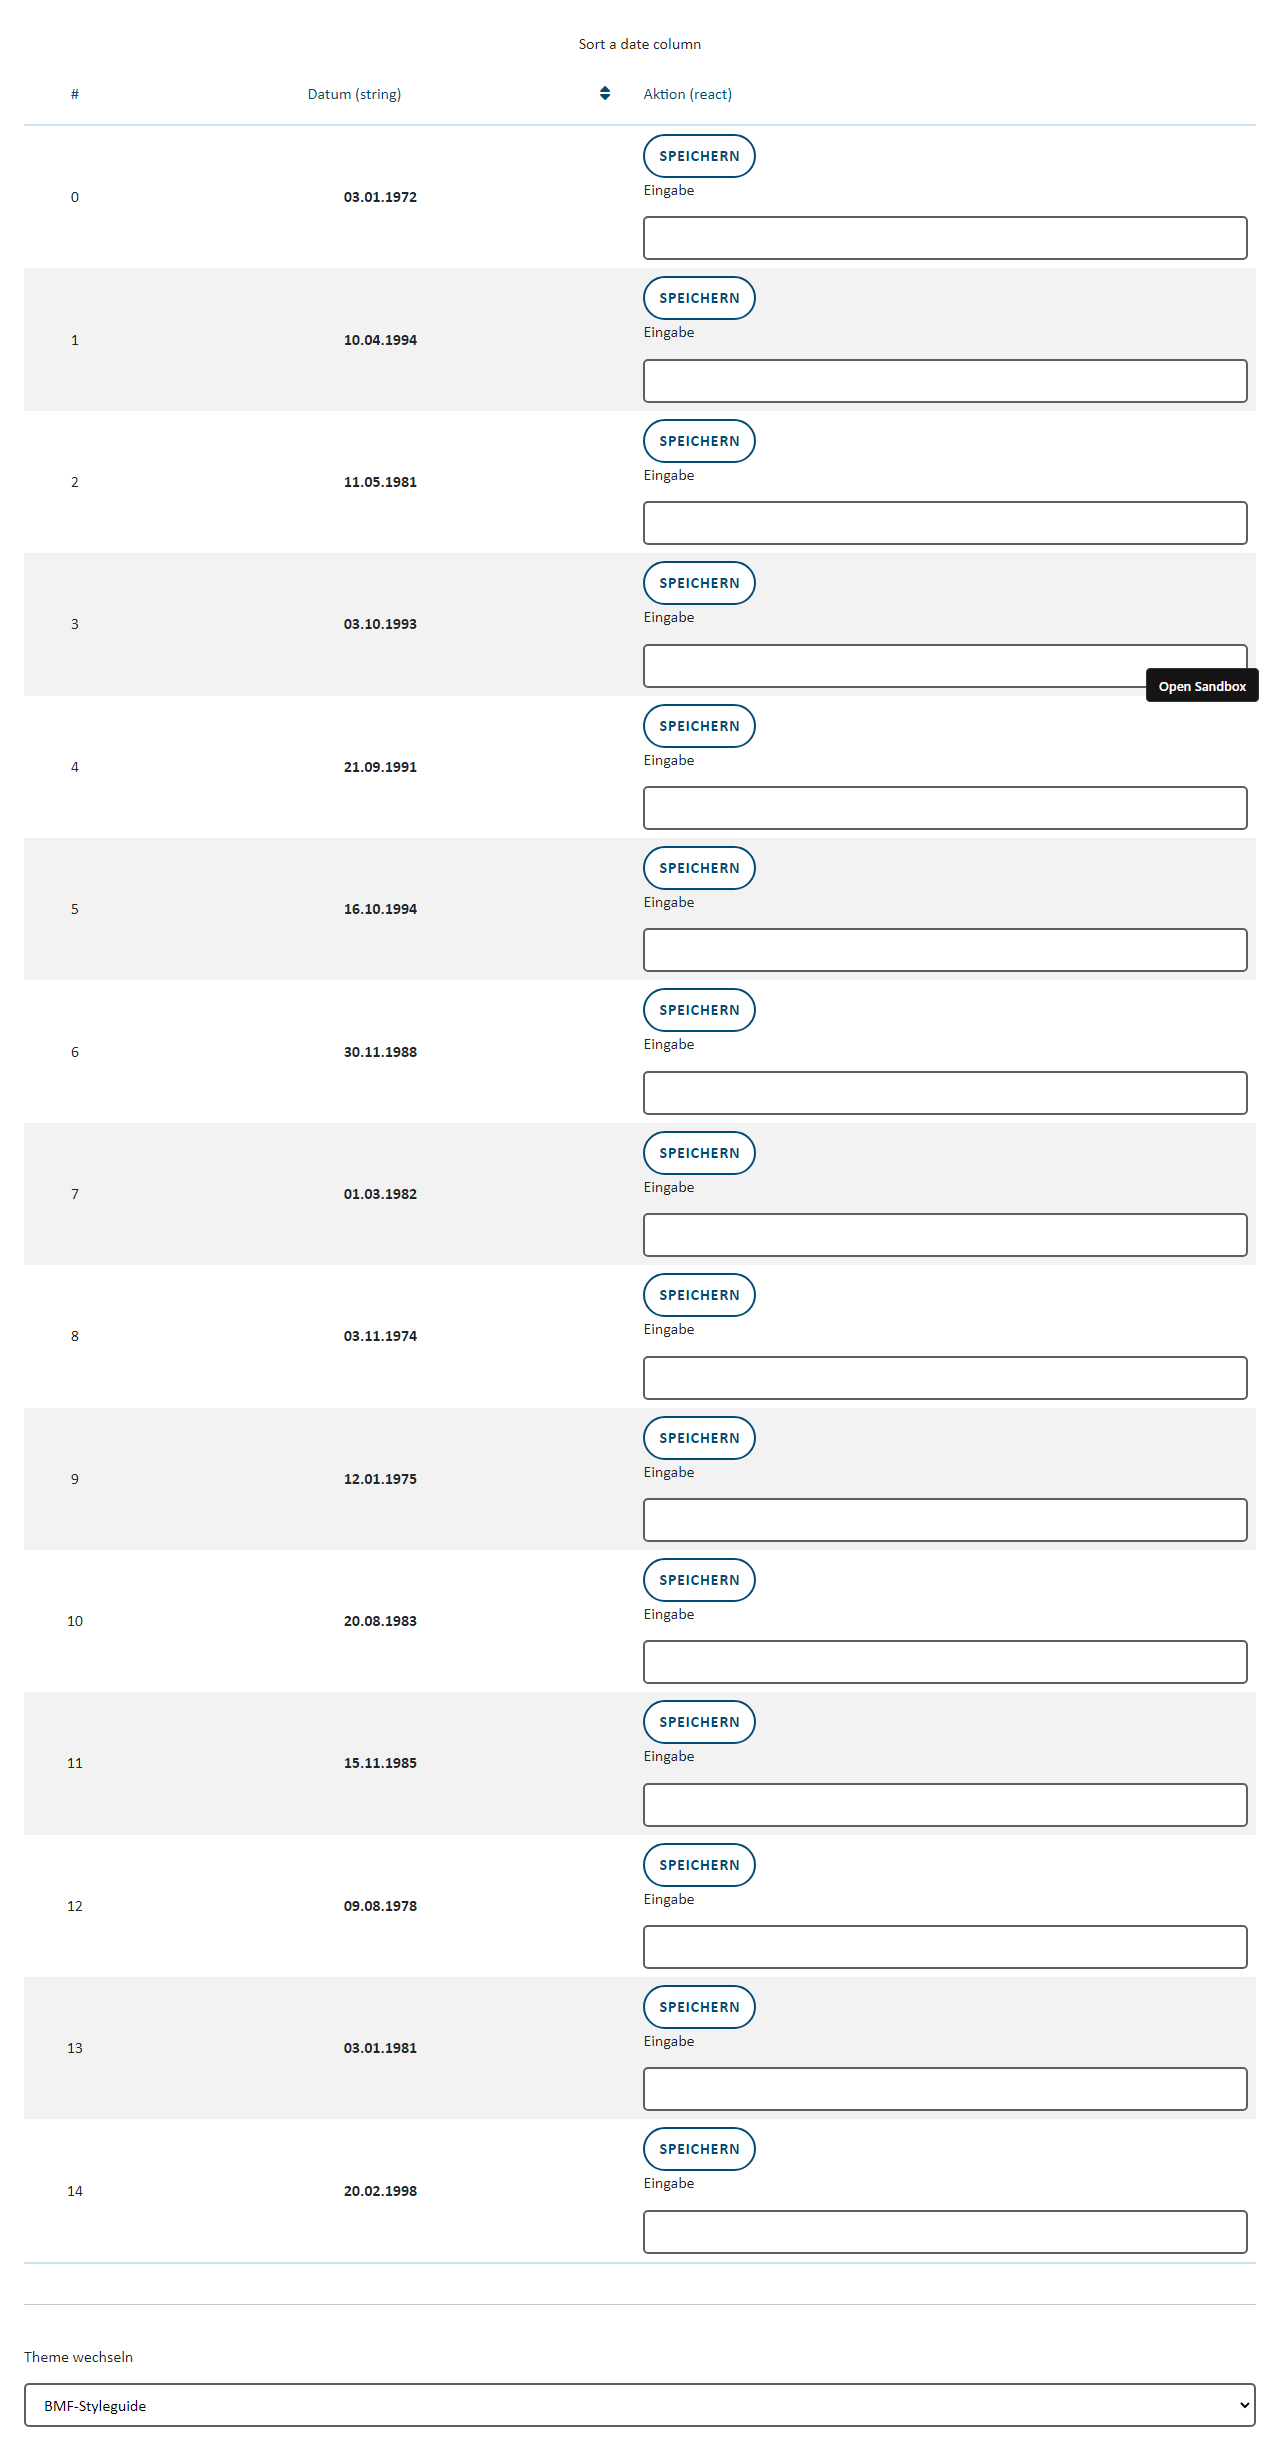 Sort a date column
# Datum (string) Aktion (react)
SPEICHERN
0 03.01.1972 Eingabe
SPEICHERN
1 10.04.1994 Eingabe
SPEICHERN
2 11.05.1981 Eingabe
SPEICHERN
3 03.10.1993 Eingabe
Open Sandbox
SPEICHERN
4 21.09.1991 Eingabe
SPEICHERN
5 16.10.1994 Eingabe
SPEICHERN
6 30.11.1988 Eingabe
SPEICHERN
7 01.03.1982 Eingabe
SPEICHERN
8 03.11.1974 Eingabe
SPEICHERN
9 12.01.1975 Eingabe
SPEICHERN
10 20.08.1983 Eingabe
SPEICHERN
11 15.11.1985 Eingabe
SPEICHERN
12 09.08.1978 Eingabe
SPEICHERN
13 03.01.1981 Eingabe
SPEICHERN
14 20.02.1998 Eingabe
Theme wechseln
BMF-Styleguide